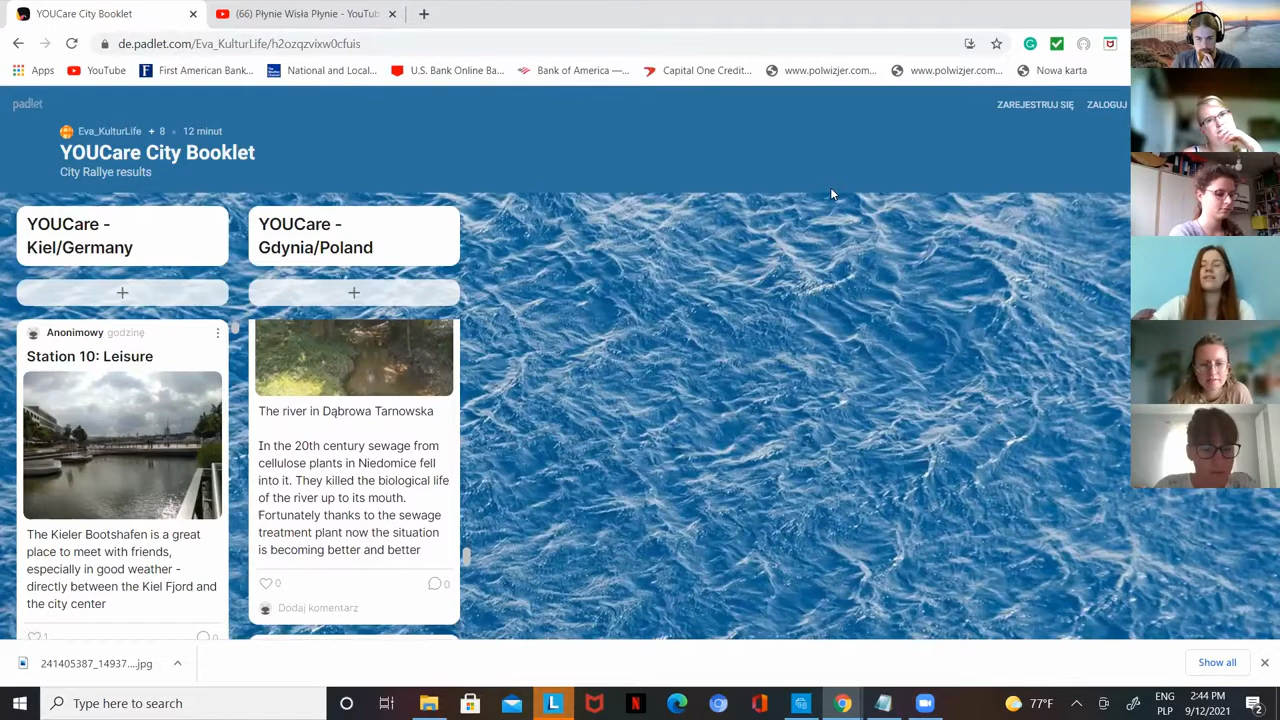 YOUCare City Booklet
(66) Płynie Wisła Płynie - YouTub
de.padlet.com/Eva_KulturLife/h2ozqzvixw0cfuis
Apps
YouTube
First American Bank...
National and Local...
U.S. Bank Online Ba...
Bank of America —...
Capital One Credit...
www.polwizjer.com...
www.polwizjer.com...
Nowa karta
padlet
ZAREJESTRUJ SIĘ
ZALOGUJ
Eva_KulturLife + 8 • 12 minut
YOUCare City Booklet
City Rallye results
YOUCare -
Kiel/Germany
Anonimowy godzinę
Station 10: Leisure
The Kieler Bootshafen is a great
place to meet with friends,
especially in good weather -
directly between the Kiel Fjord and
the city center
1
0
YOUCare -
Gdynia/Poland
The river in Dąbrowa Tarnowska
In the 20th century sewage from
cellulose plants in Niedomice fell
into it. They killed the biological life
of the river up to its mouth.
Fortunately thanks to the sewage
treatment plant now the situation
is becoming better and better
0
0
Dodaj komentarz
241405387_14937....jpg
Show all
Type here to search
77°F
ENG
PLP
2:44 PM
9/12/2021
2